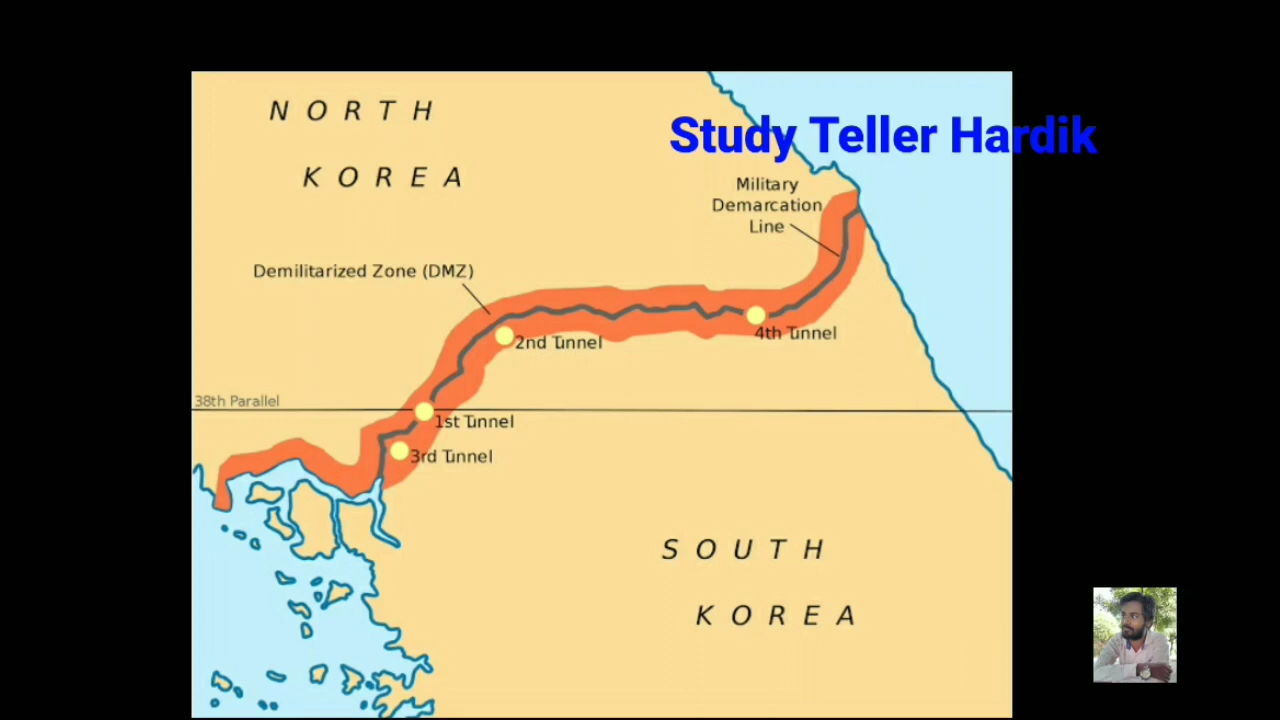 NORTH
KOREA
Study Teller Hardik
Military
Demarcation
Line
Demilitarized Zone (DMZ)
4th Tunnel
2nd Tunnel
38th Parallel
1st Tunnel
3rd Tunnel
SOUTH
KOREA